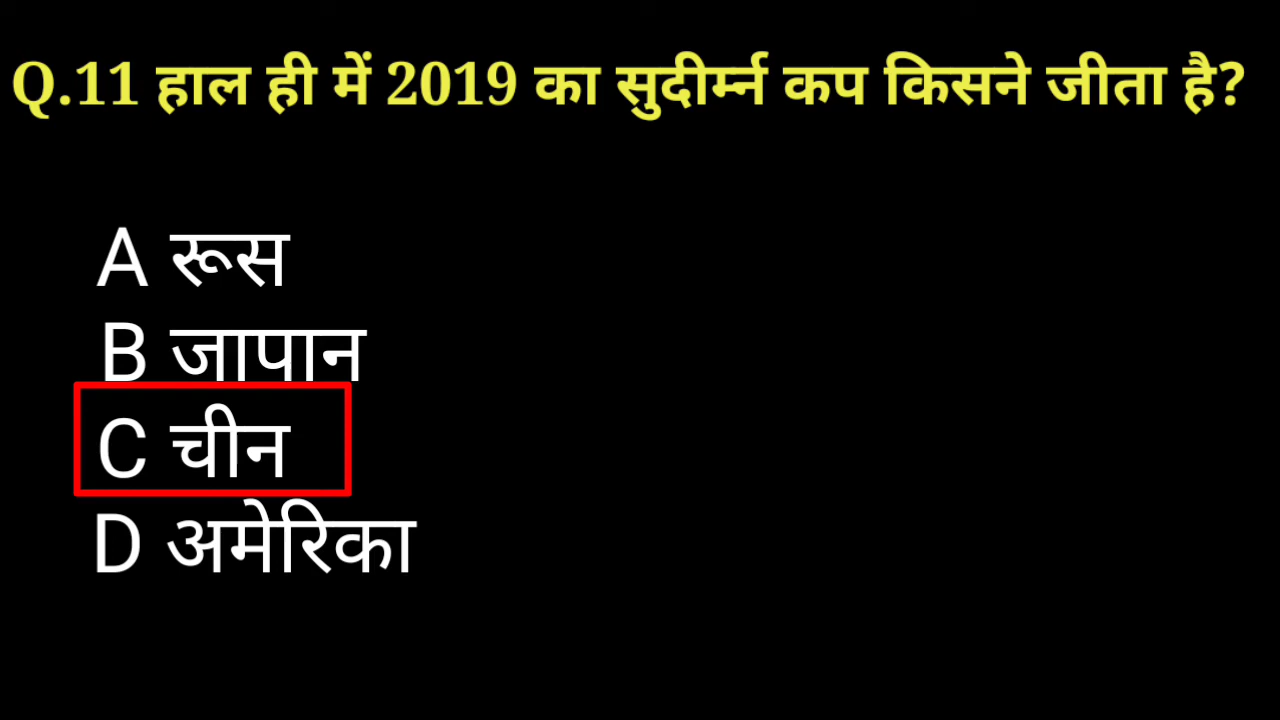 Q.11 हाल ही में 2019 का सुदीर्म्न कप किसने जीता है?
A रूस
B जापान
C चीन
D अमेरिका